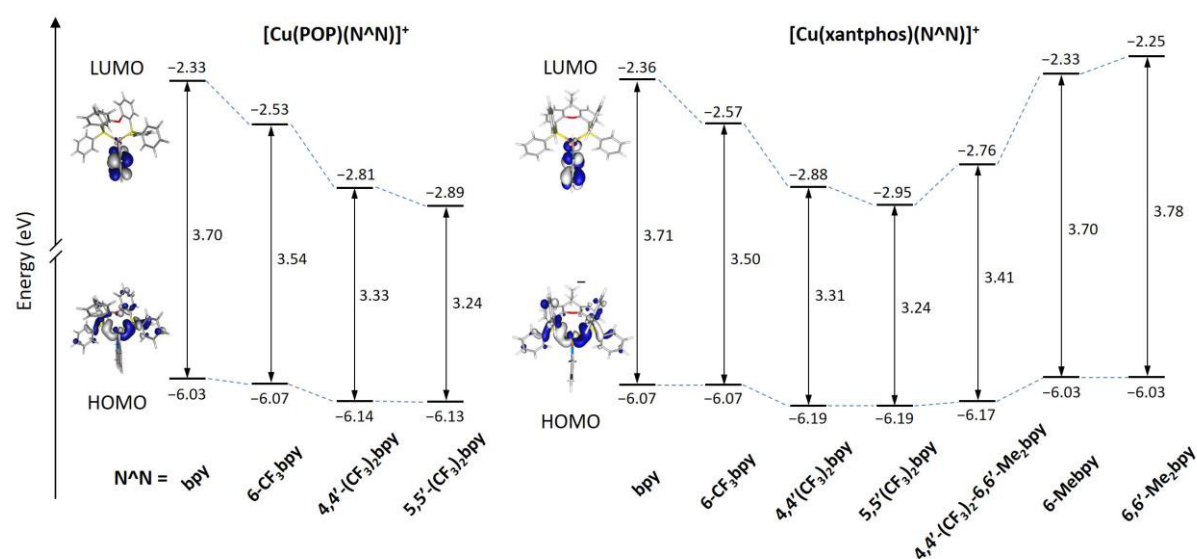 [Cu(POP)(N^N)]⁺
[Cu(xantphos)(N^N)]⁺
Energy (eV)
LUMO
−2.33
−2.53
−2.81
−2.89
3.70
3.54
3.33
3.24
HOMO
−6.03
−6.07
−6.14
−6.13
N^N =
bpy
6-CF₃bpy
4,4′-(CF₃)₂bpy
5,5′-(CF₃)₂bpy
LUMO
−2.36
−2.57
−2.88
−2.95
−2.76
−2.33
−2.25
3.71
3.50
3.31
3.24
3.41
3.70
3.78
HOMO
−6.07
−6.07
−6.19
−6.19
−6.17
−6.03
−6.03
bpy
6-CF₃bpy
4,4′(CF₃)₂bpy
5,5′(CF₃)₂bpy
4,4′-(CF₃)₂-6,6′-Me₂bpy
6-Mebpy
6,6′-Me₂bpy